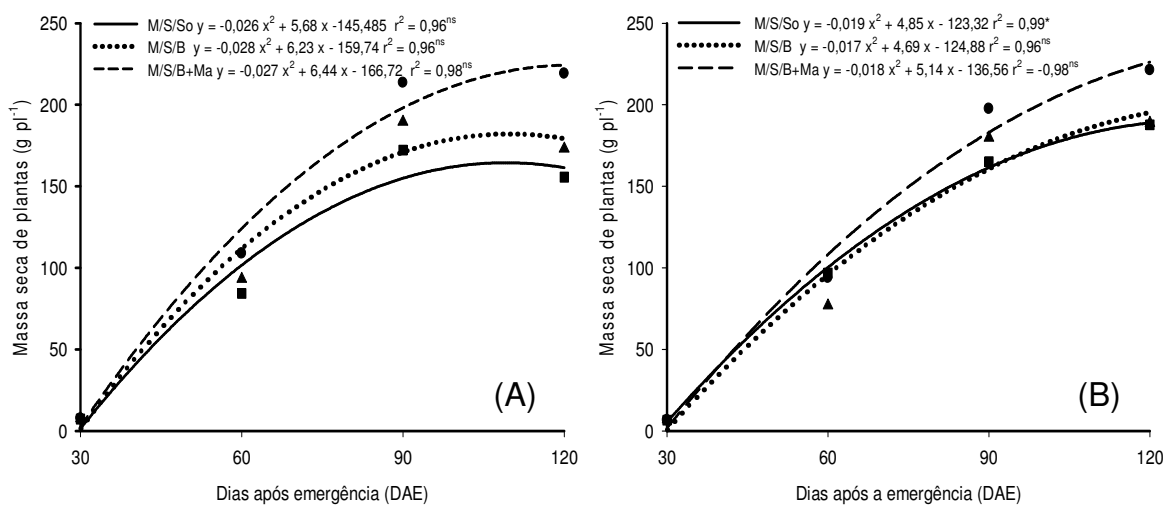 M/S/So y = -0,026 x² + 5,68 x -145,485 r² = 0,96ⁿˢ
M/S/B y = -0,028 x² + 6,23 x - 159,74 r² = 0,96ⁿˢ
M/S/B+Ma y = -0,027 x² + 6,44 x - 166,72 r² = 0,98ⁿˢ
250
200
150
100
50
0
Massa seca de plantas (g pl⁻¹)
(A)
30 60 90 120
Dias após emergência (DAE)
M/S/So y = -0,019 x² + 4,85 x - 123,32 r² = 0,99*
M/S/B y = -0,017 x² + 4,69 x - 124,88 r² = 0,96ⁿˢ
M/S/B+Ma y = -0,018 x² + 5,14 x - 136,56 r² = -0,98ⁿˢ
250
200
150
100
50
0
Massa seca de plantas (g pl⁻¹)
(B)
30 60 90 120
Dias após a emergência (DAE)